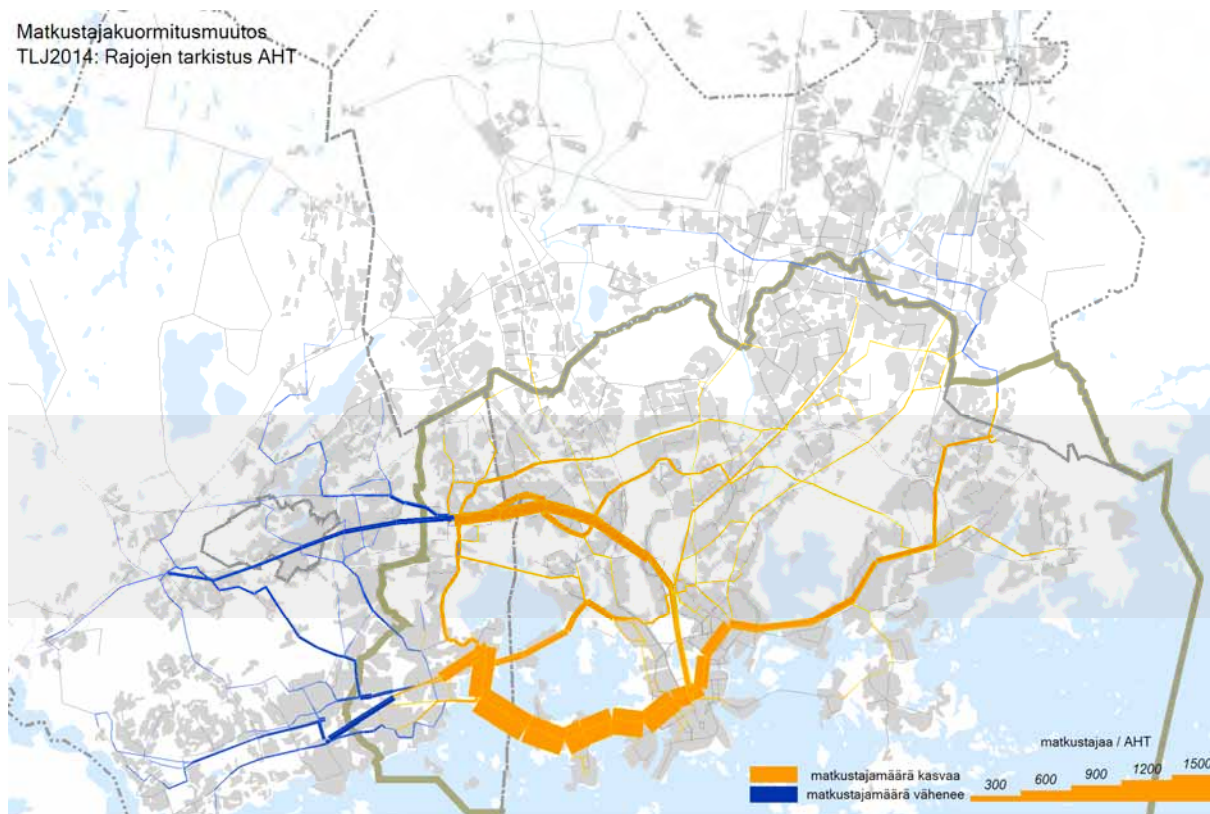 Matkustajakuormitusmuutos
TLJ2014: Rajojen tarkistus AHT
matkustajaa / AHT
matkustajamäärä kasvaa
matkustajamäärä vähenee
300 600 900 1200 1500